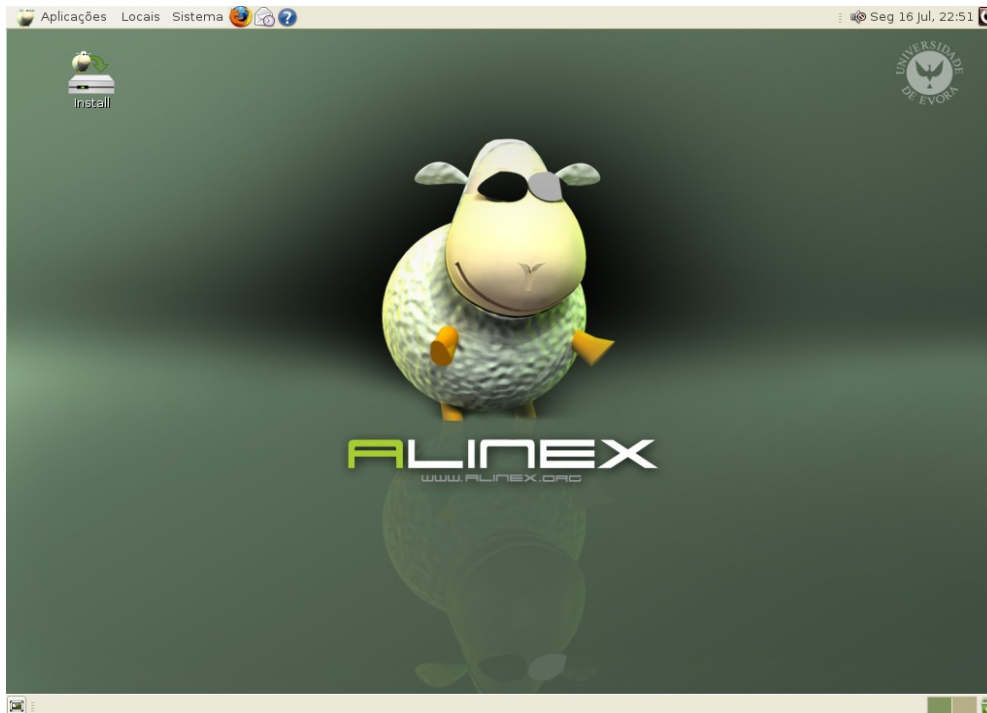 Aplicações Locais Sistema
Seg 16 Jul, 22:51
Install
UNIVERSIDADE
DE EVORA
ALINEX
WWW.ALINEX.ORG